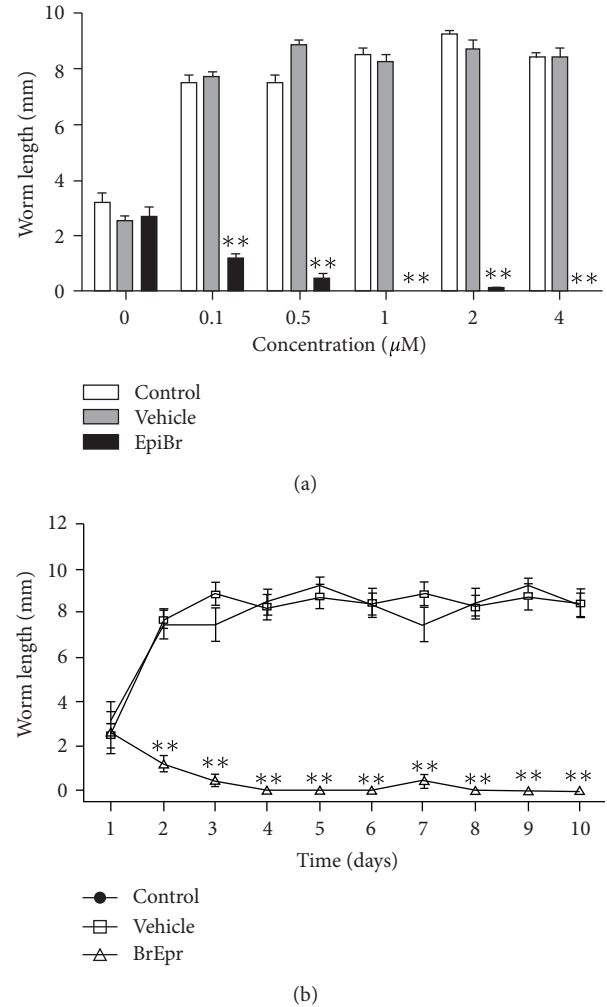 10
8
6
4
2
0
Worm length (mm)
∗∗ ∗∗ ∗∗ ∗∗ ∗∗
0 0.1 0.5 1 2 4
Concentration (μM)
Control
Vehicle
EpiBr
(a)
12
10
8
6
4
2
0
Worm length (mm)
∗∗ ∗∗ ∗∗ ∗∗ ∗∗ ∗∗ ∗∗ ∗∗ ∗∗
1 2 3 4 5 6 7 8 9 10
Time (days)
Control
Vehicle
BrEpr
(b)